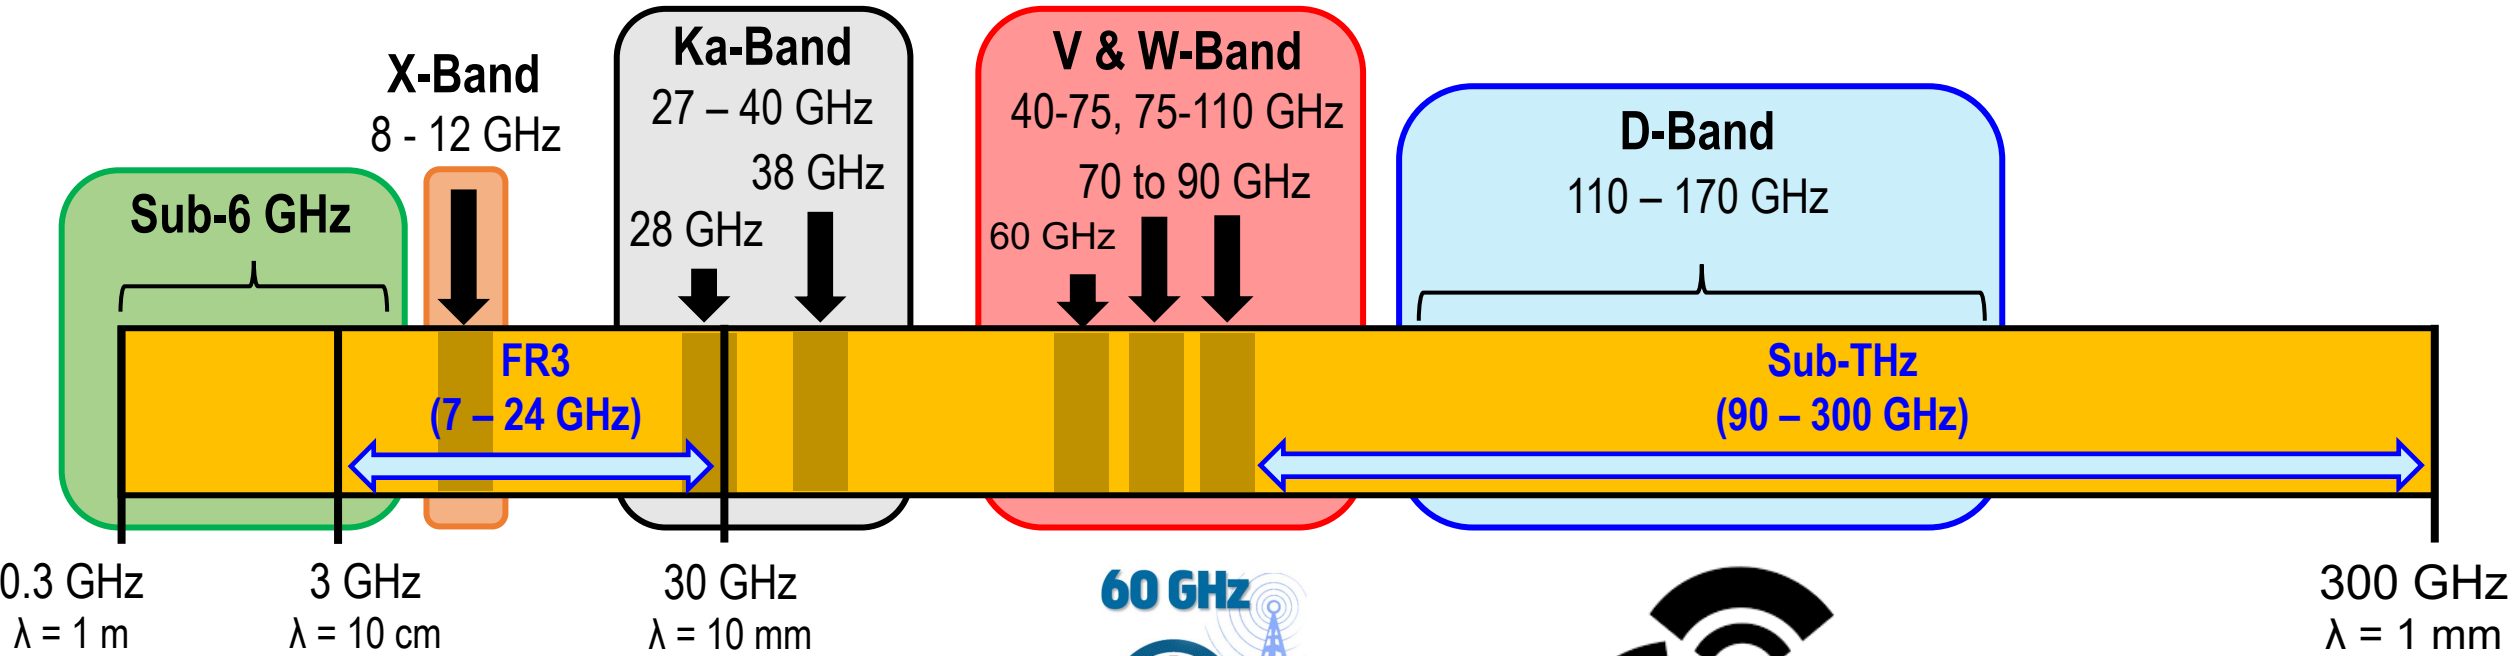 X-Band
8 - 12 GHz
Ka-Band
27 – 40 GHz
38 GHz
28 GHz
V & W-Band
40-75, 75-110 GHz
70 to 90 GHz
60 GHz
D-Band
110 – 170 GHz
Sub-6 GHz
FR3
(7 – 24 GHz)
Sub-THz
(90 – 300 GHz)
0.3 GHz
λ = 1 m
3 GHz
λ = 10 cm
30 GHz
λ = 10 mm
60 GHz
300 GHz
λ = 1 mm